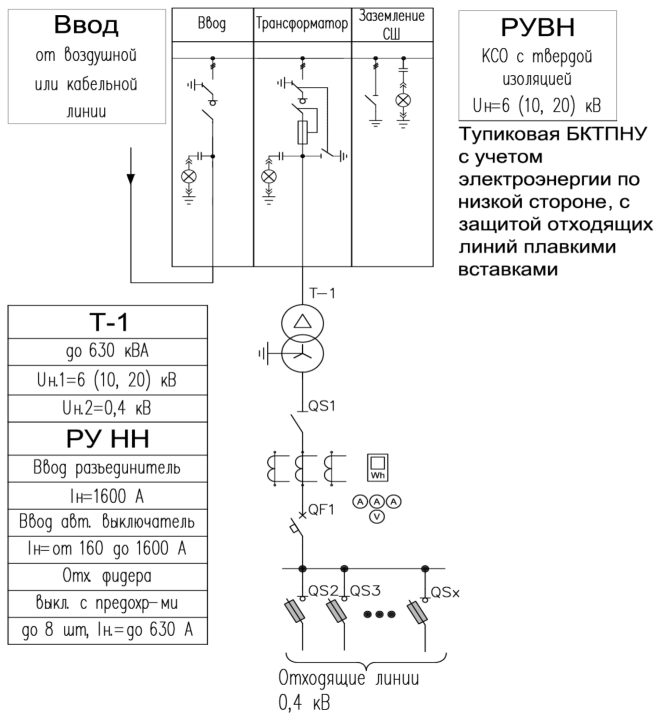 Ввод
от воздушной
или кабельной
линии
Ввод
Трансформатор
Заземление
СШ
РУВН
КСО с твердой
изоляцией
Uн=6 (10, 20) кВ
Тупиковая БКТПНУ
с учетом
электроэнергии по
низкой стороне, с
защитой отходящих
линий плавкими
вставками
Т-1
Т-1
до 630 кВА
Uн.1=6 (10, 20) кВ
Uн.2=0,4 кВ
РУ НН
Ввод разъединитель
Iн=1600 А
Ввод авт. выключатель
Iн=от 160 до 1600 А
Отх. фидера
выкл. с предохр-ми
до 8 шт, Iн.=до 630 А
QS1
Wh
A A A
V
QF1
QS2
QS3
QSx
Отходящие линии
0,4 кВ